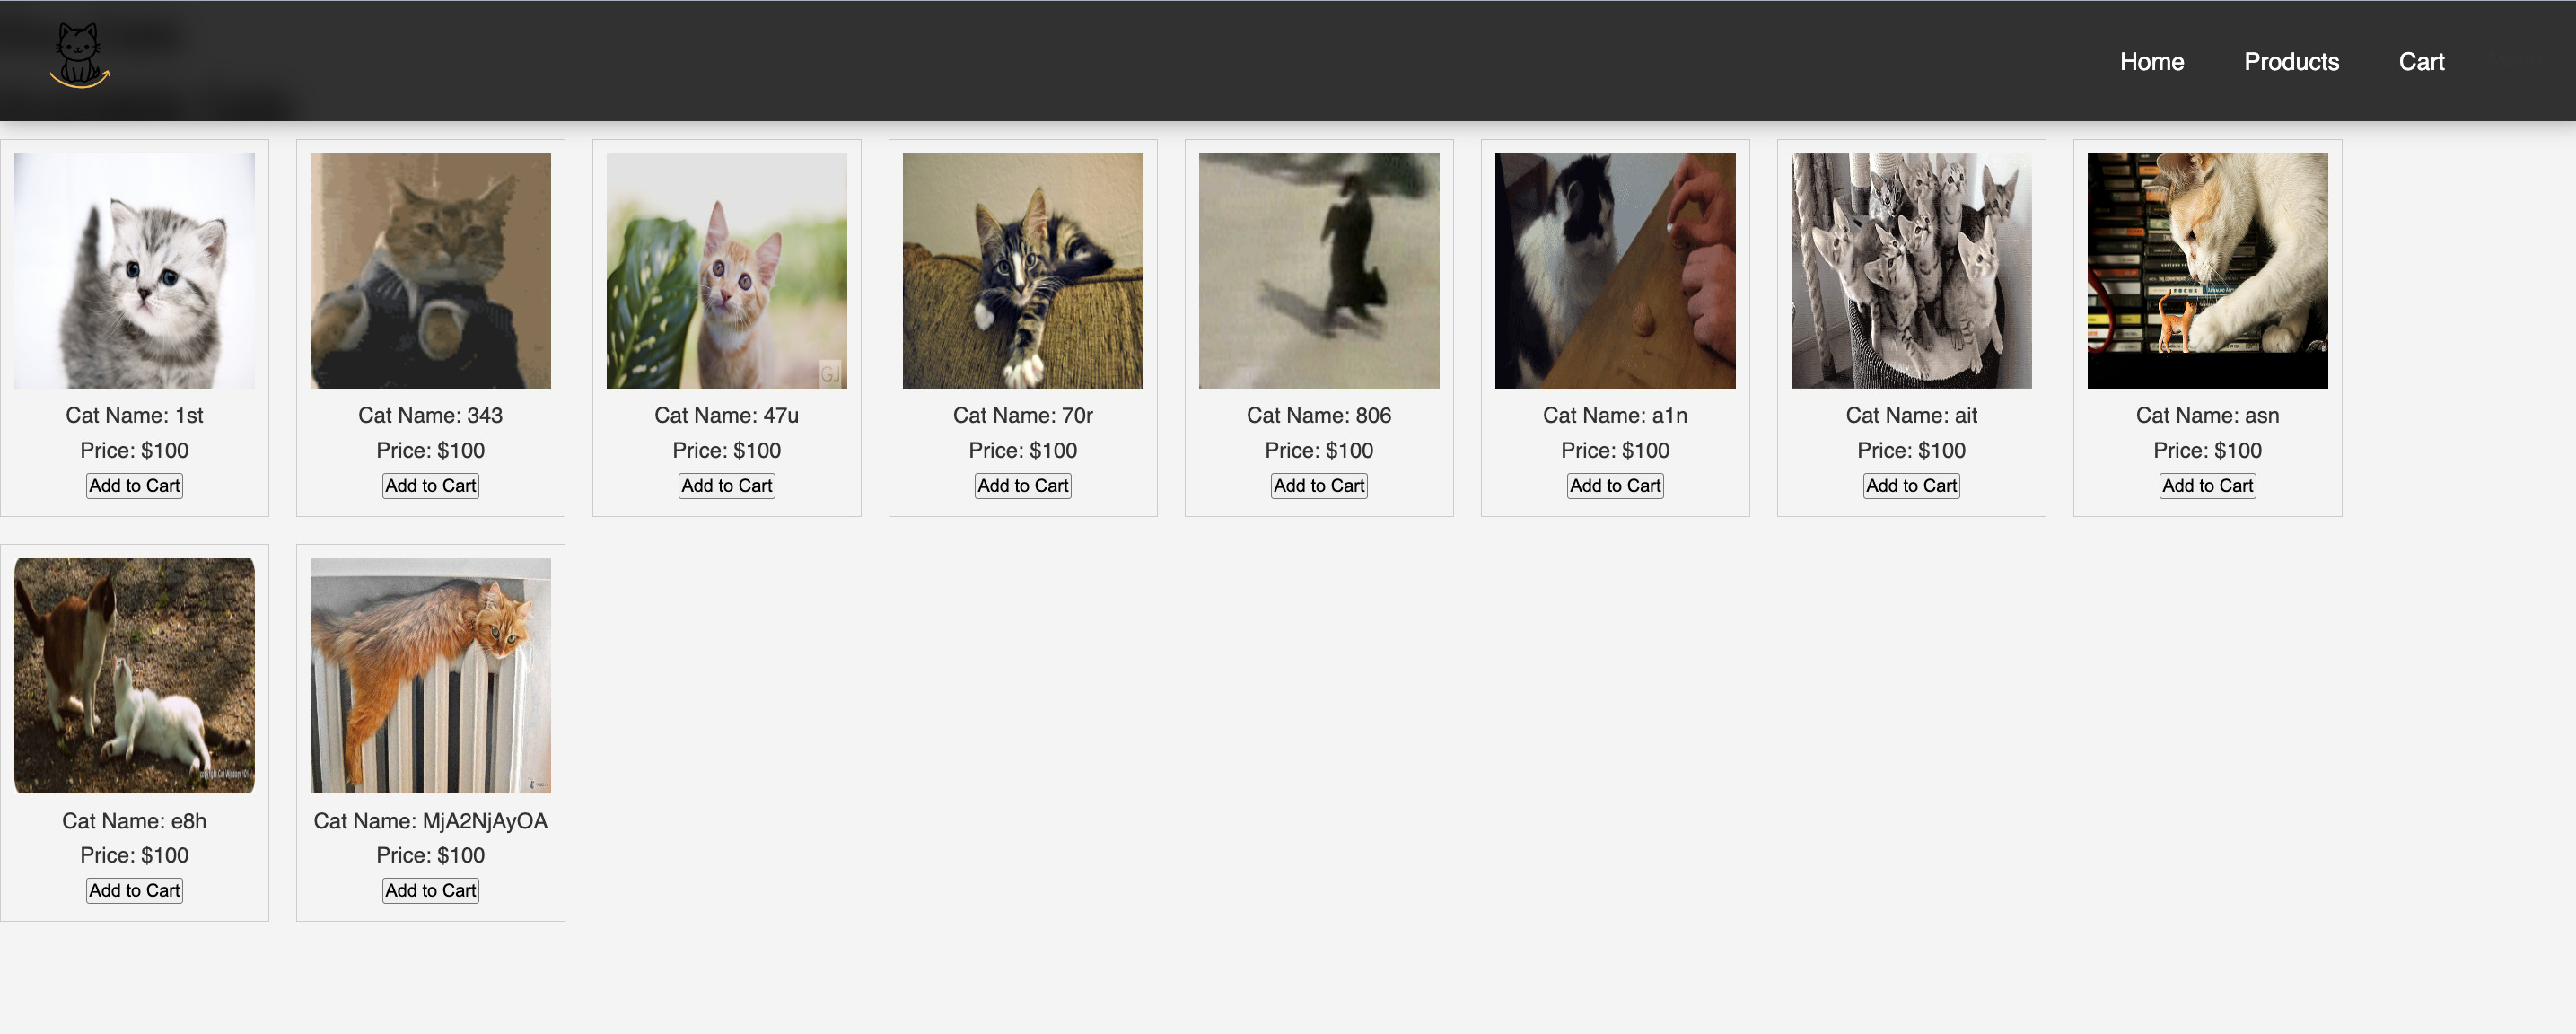 Home Products Cart
GJ
FOCUS
Cat Name: 1st
Price: $100
Add to Cart
Cat Name: 343
Price: $100
Add to Cart
Cat Name: 47u
Price: $100
Add to Cart
Cat Name: 70r
Price: $100
Add to Cart
Cat Name: 806
Price: $100
Add to Cart
Cat Name: a1n
Price: $100
Add to Cart
Cat Name: ait
Price: $100
Add to Cart
Cat Name: asn
Price: $100
Add to Cart
Cat Name: e8h
Price: $100
Add to Cart
Cat Name: MjA2NjAyOA
Price: $100
Add to Cart